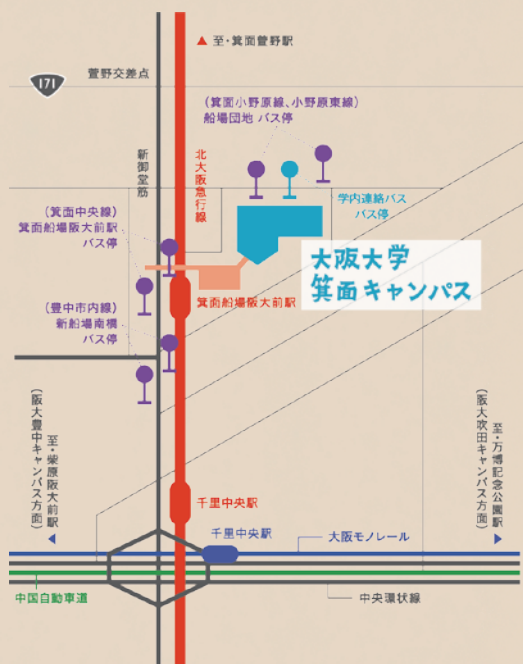 ▲ 至・箕面萱野駅
萱野交差点
171
（箕面小野原線、小野原東線）
船場団地 バス停
新御堂筋
北大阪急行線
学内連絡バス
バス停
（箕面中央線）
箕面船場阪大前駅
バス停
大阪大学
箕面キャンパス
箕面船場阪大前駅
（豊中市内線）
新船場南橋
バス停
至・柴原阪大前駅
（阪大豊中キャンパス方面）
至・万博記念公園駅
（阪大吹田キャンパス方面）
千里中央駅
千里中央駅
大阪モノレール
中国自動車道
中央環状線